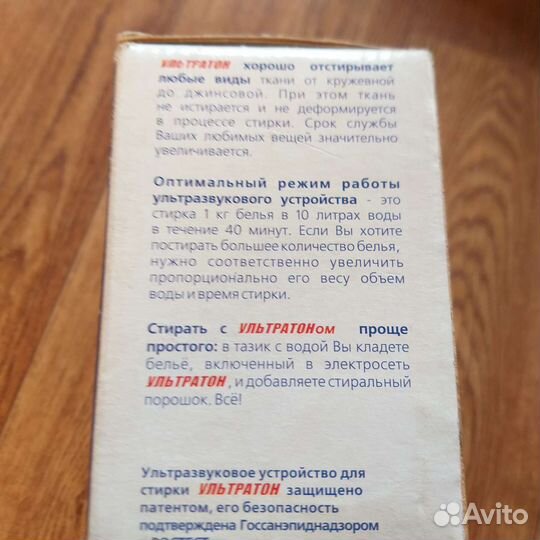 УЛЬТРАТОН хорошо отстирывает
любые виды ткани от кружевной
до джинсовой. При этом ткань
не истирается и не деформируется
в процессе стирки. Срок службы
Ваших любимых вещей значительно
увеличивается.
Оптимальный режим работы
ультразвукового устройства - это
стирка 1 кг белья в 10 литрах воды
в течение 40 минут. Если Вы хотите
постирать большее количество белья,
нужно соответственно увеличить
пропорционально его весу объем
воды и время стирки.
Стирать с УЛЬТРАТОНом проще
простого: в тазик с водой Вы кладете
бельё, включенный в электросеть
УЛЬТРАТОН, и добавляете стиральный
порошок. Всё!
Ультразвуковое устройство для
стирки УЛЬТРАТОН защищено
патентом, его безопасность
подтверждена Госсанэпиднадзором
Avito